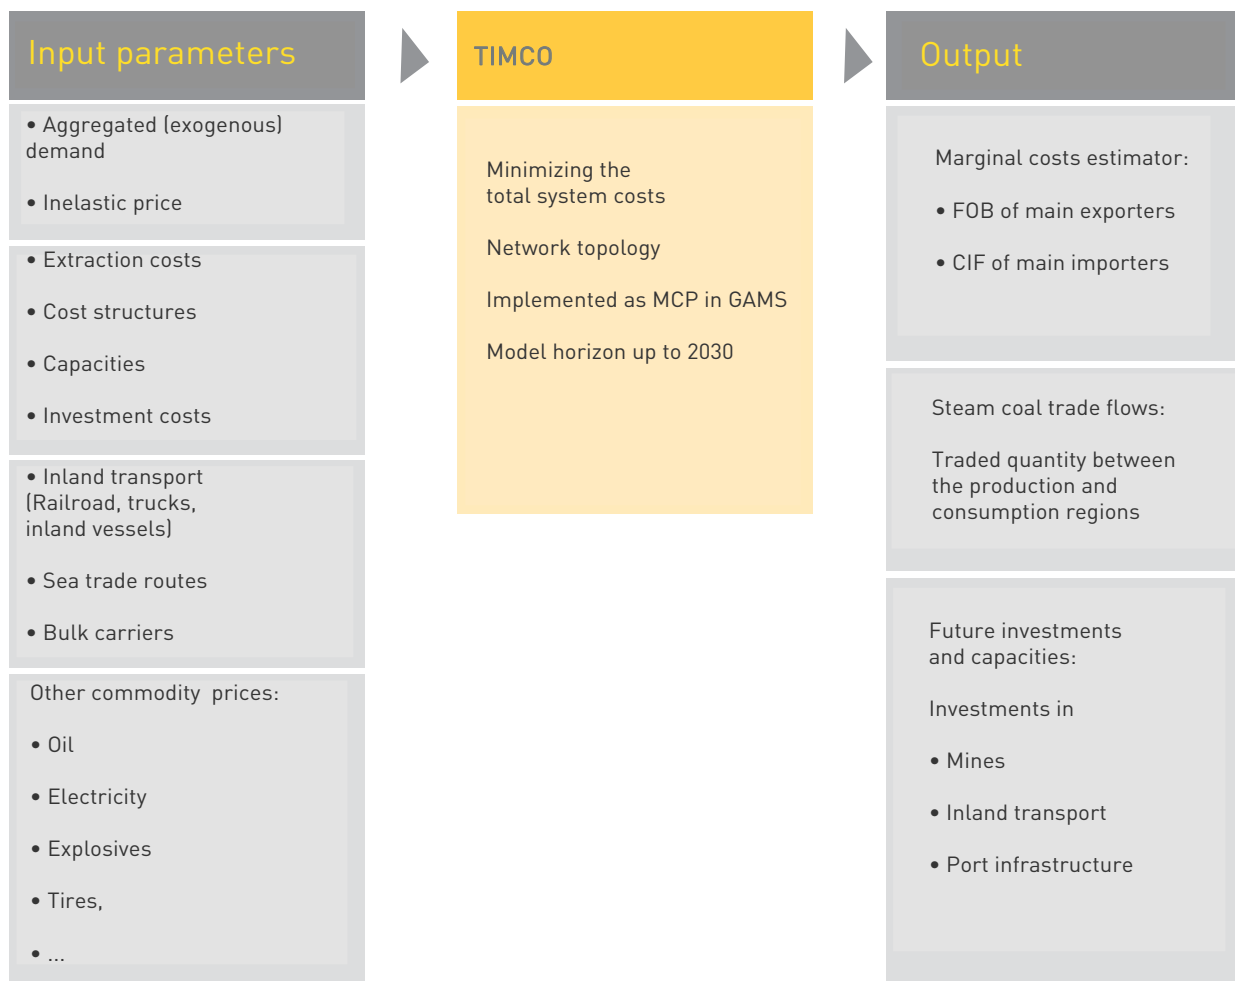 Input parameters
• Aggregated (exogenous)
demand
• Inelastic price
• Extraction costs
• Cost structures
• Capacities
• Investment costs
• Inland transport
(Railroad, trucks,
inland vessels)
• Sea trade routes
• Bulk carriers
Other commodity prices:
• Oil
• Electricity
• Explosives
• Tires,
• ...
TIMCO
Minimizing the
total system costs
Network topology
Implemented as MCP in GAMS
Model horizon up to 2030
Output
Marginal costs estimator:
• FOB of main exporters
• CIF of main importers
Steam coal trade flows:
Traded quantity between
the production and
consumption regions
Future investments
and capacities:
Investments in
• Mines
• Inland transport
• Port infrastructure